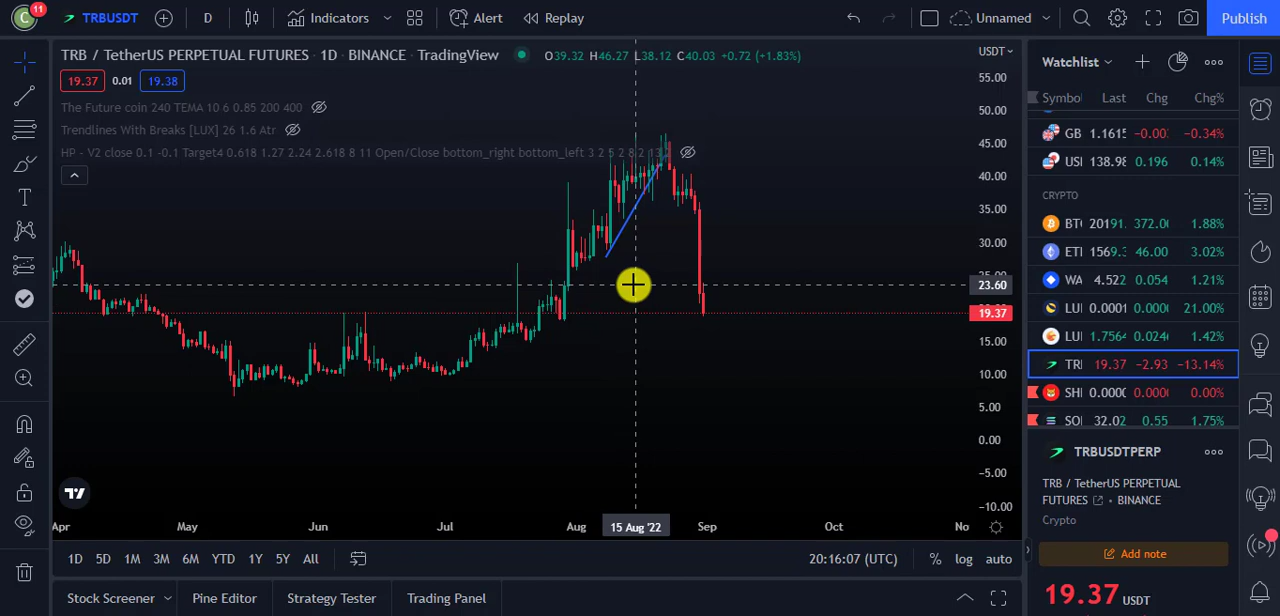 C 11 TRBUSDT D Indicators Alert Replay Unnamed Publish
TRB / TetherUS PERPETUAL FUTURES · 1D · BINANCE · TradingView O39.32 H46.27 L38.12 C40.03 +0.72 (+1.83%)
19.37 0.01 19.38
The Future coin 240 TEMA 10 6 0.85 200 400
Trendlines With Breaks [LUX] 26 1.6 Atr
HP - V2 close 0.1 -0.1 Target4 0.618 1.27 2.24 2.618 8 11 Open/Close bottom_right bottom_left 3 2 5 2 8 2 13
USDT
55.00
50.00
45.00
40.00
35.00
30.00
25.00
23.60
19.37
15.00
10.00
5.00
0.00
-5.00
-10.00
Apr May Jun Jul Aug 15 Aug '22 Sep Oct No
1D 5D 1M 3M 6M YTD 1Y 5Y All 20:16:07 (UTC) % log auto
Stock Screener Pine Editor Strategy Tester Trading Panel
Watchlist
Symbol Last Chg Chg%
GB 1.1615 -0.00 -0.34%
US 138.98 0.196 0.14%
CRYPTO
BT 20191. 372.00 1.88%
ET 1569.3 46.00 3.02%
WA 4.522 0.054 1.21%
LU 0.0001 0.000 21.00%
LU 1.7564 0.024 1.42%
TR 19.37 -2.93 -13.14%
SH 0.0000 0.000 0.00%
SO 32.02 0.55 1.75%
TRBUSDTPERP
TRB / TetherUS PERPETUAL
FUTURES • BINANCE
Crypto
Add note
19.37 USDT